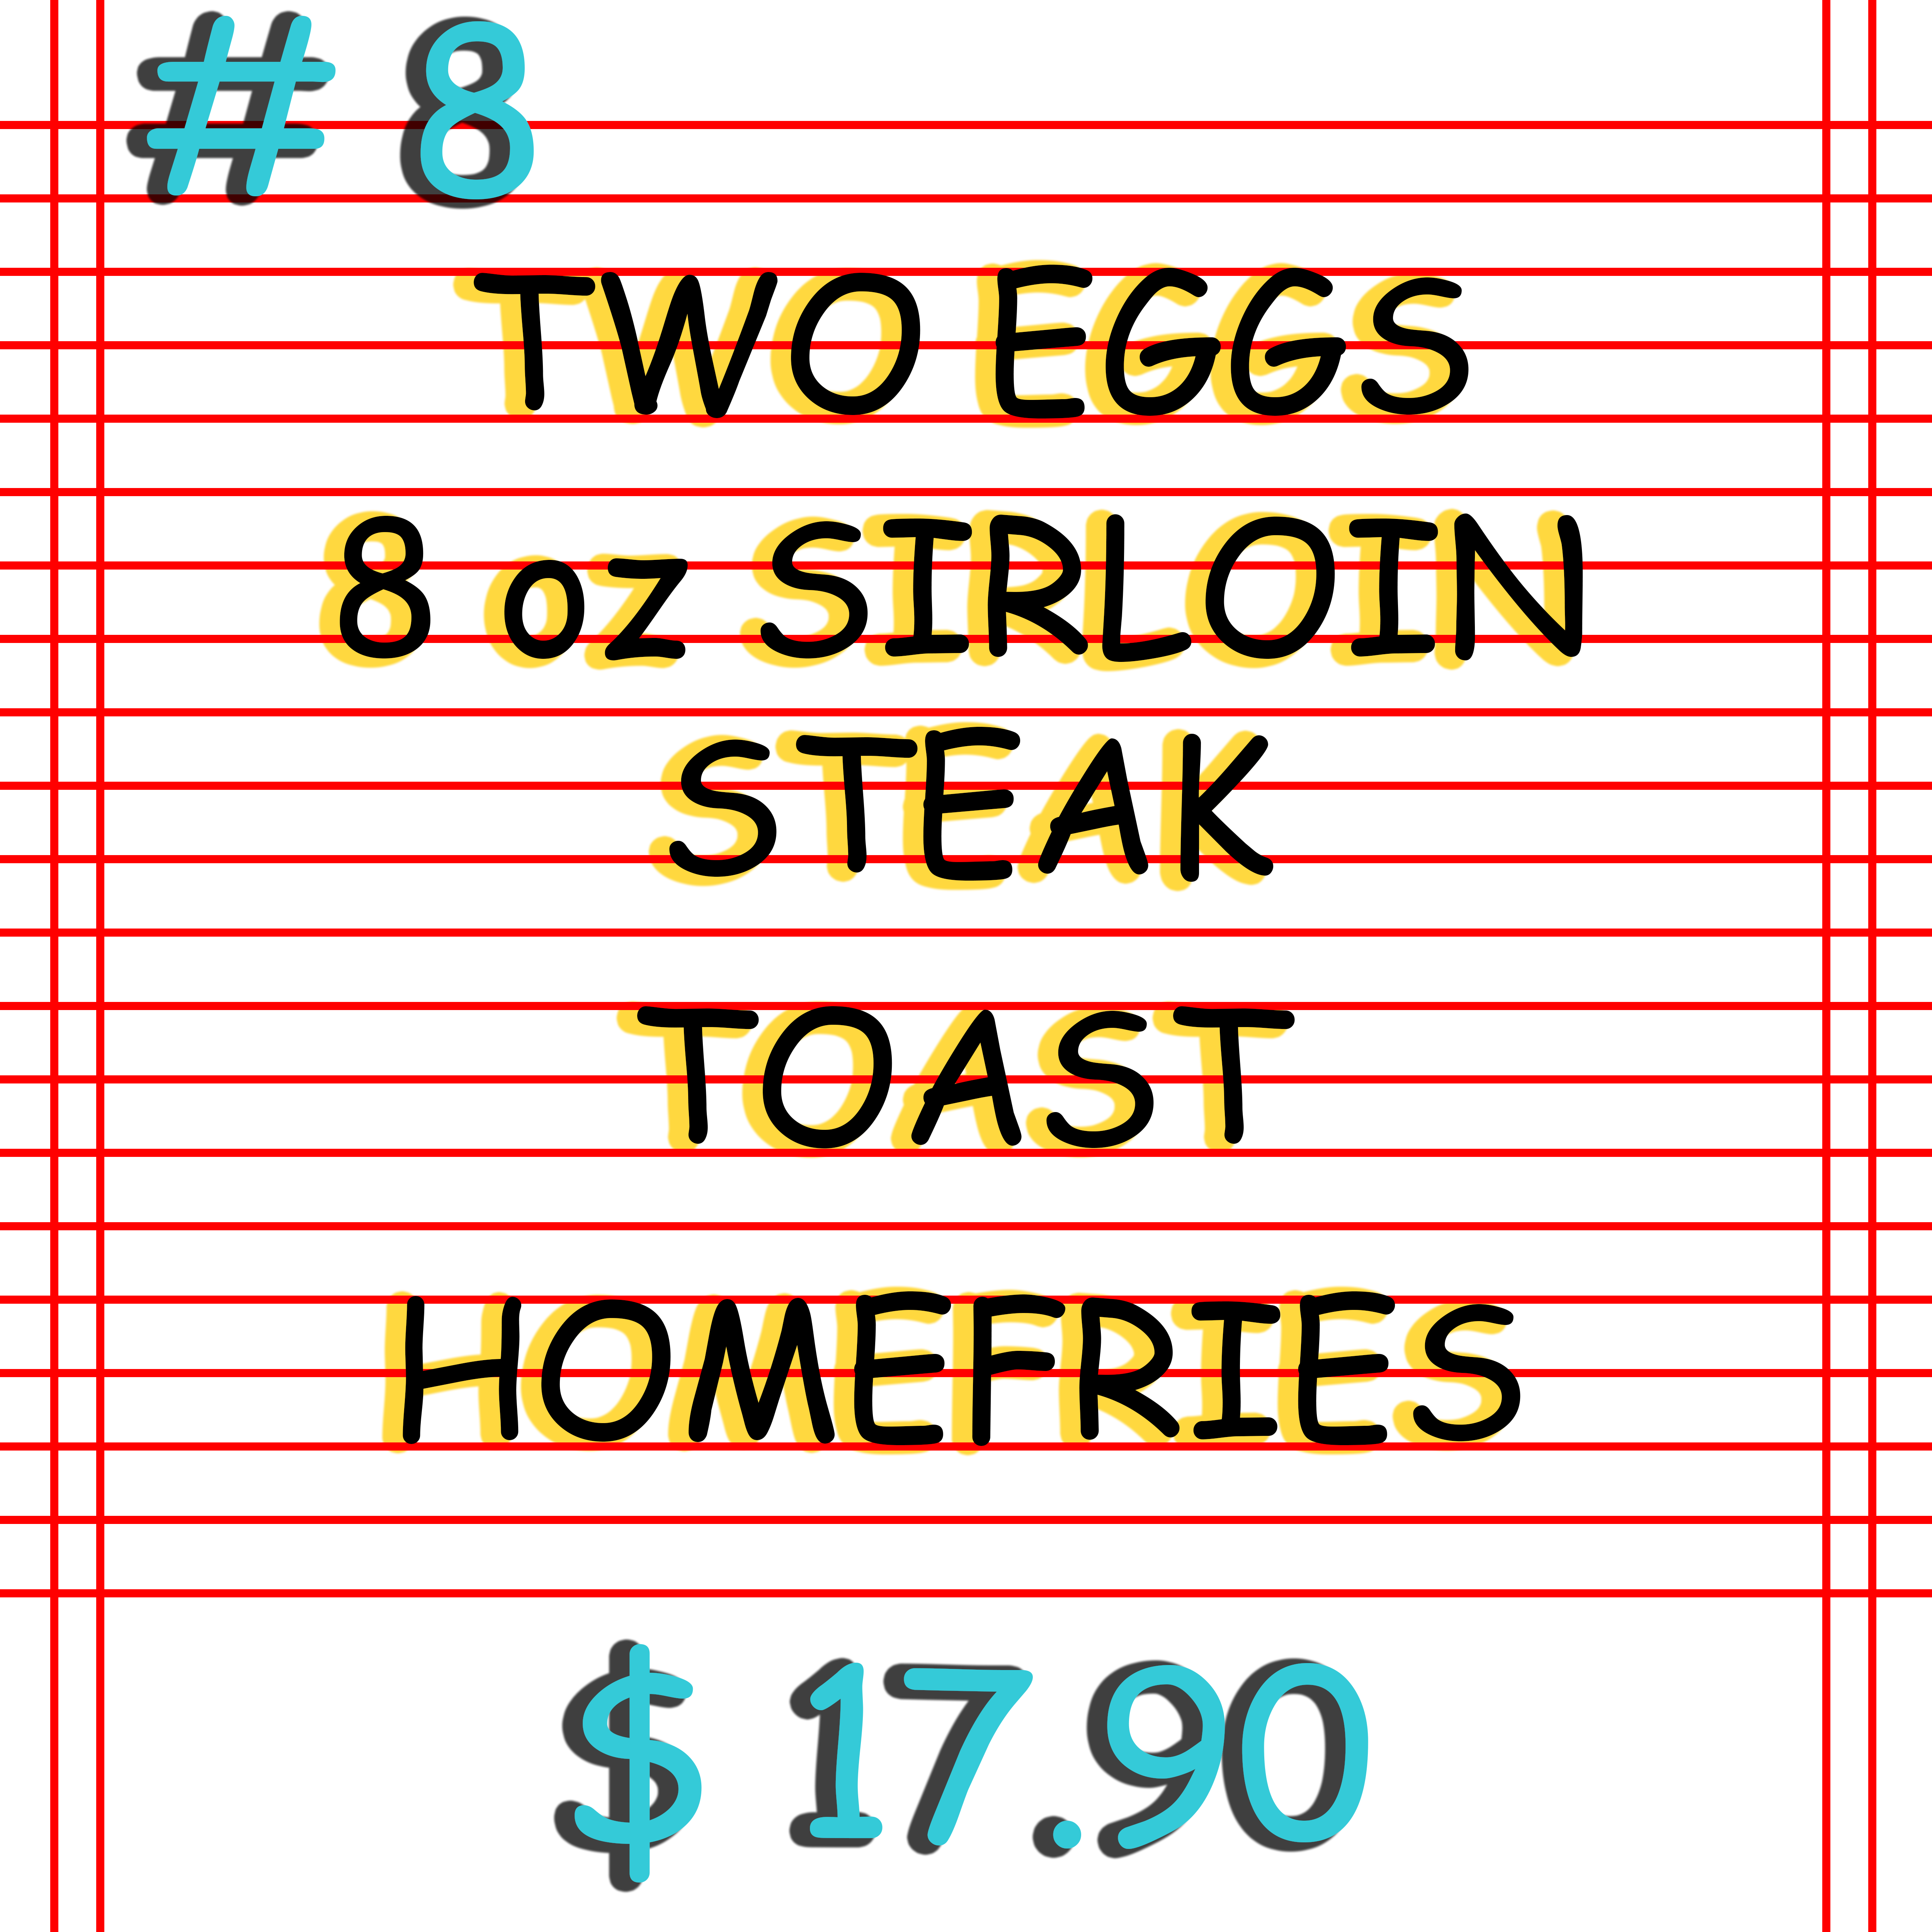 # 8
TWO EGGS
8 oz SIRLOIN
STEAK
TOAST
HOMEFRIES
$ 17.90